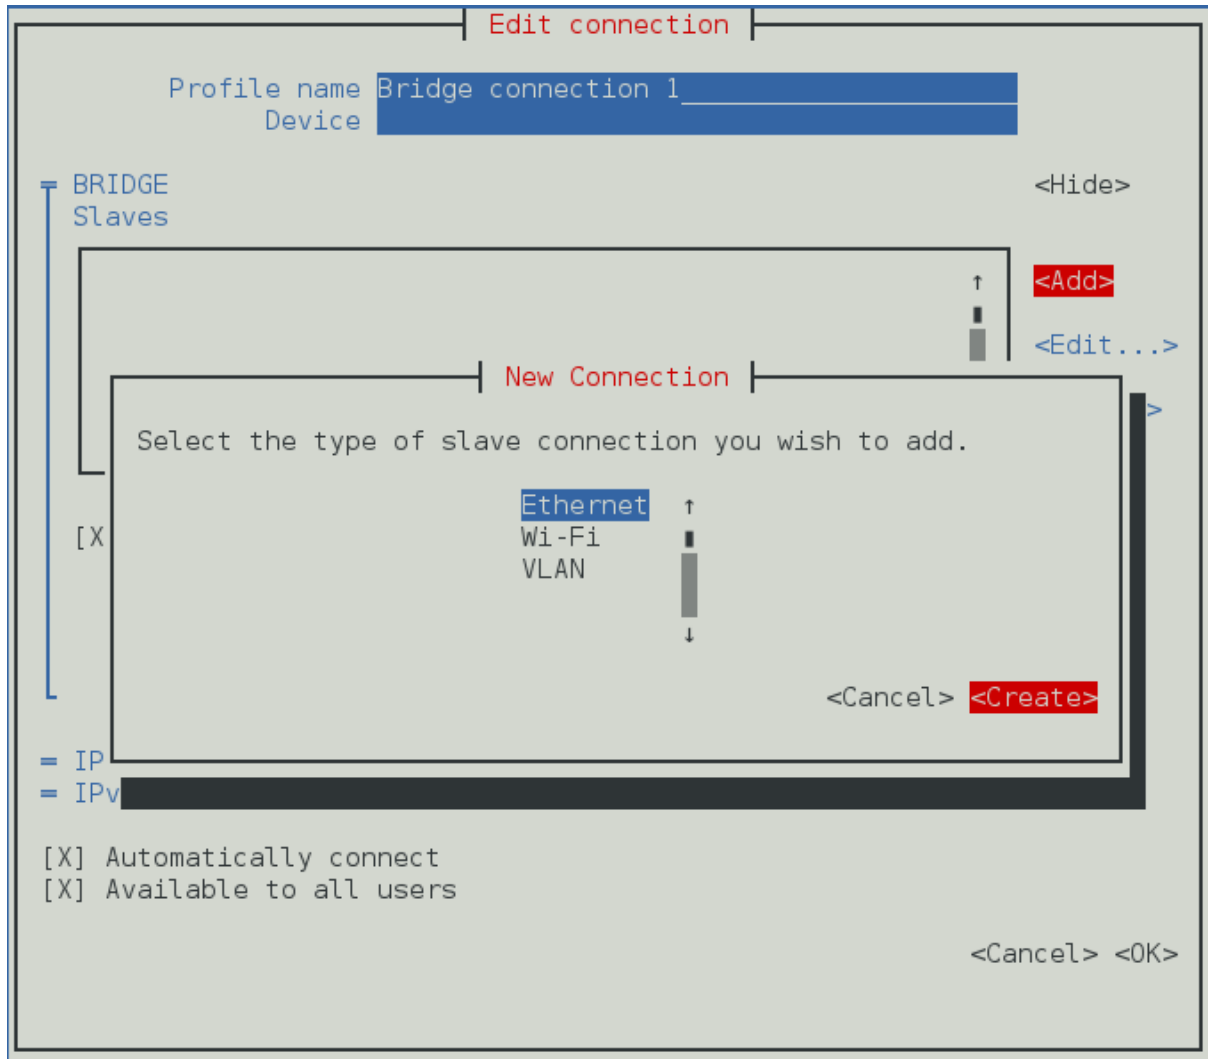 Edit connection
Profile name Bridge connection 1
Device
BRIDGE <Hide>
Slaves
<Add>
<Edit...>
New Connection
>
Select the type of slave connection you wish to add.
Ethernet
[X Wi-Fi
VLAN
<Cancel> <Create>
= IP
= IPv
[X] Automatically connect
[X] Available to all users
<Cancel> <OK>